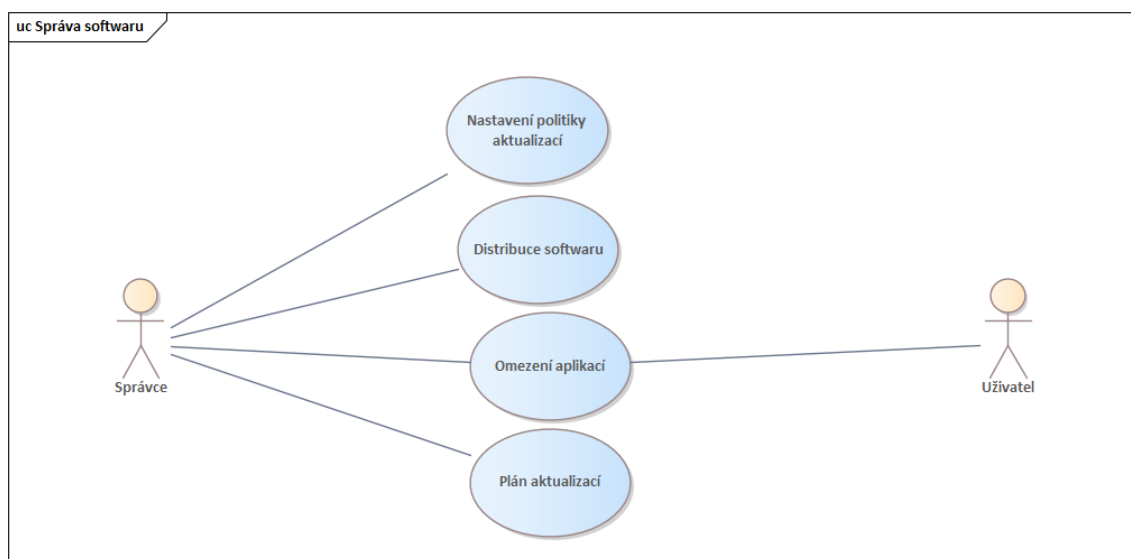 uc Správa softwaru
Nastavení politiky
aktualizací
Distribuce softwaru
Omezení aplikací
Správce
Uživatel
Plán aktualizací